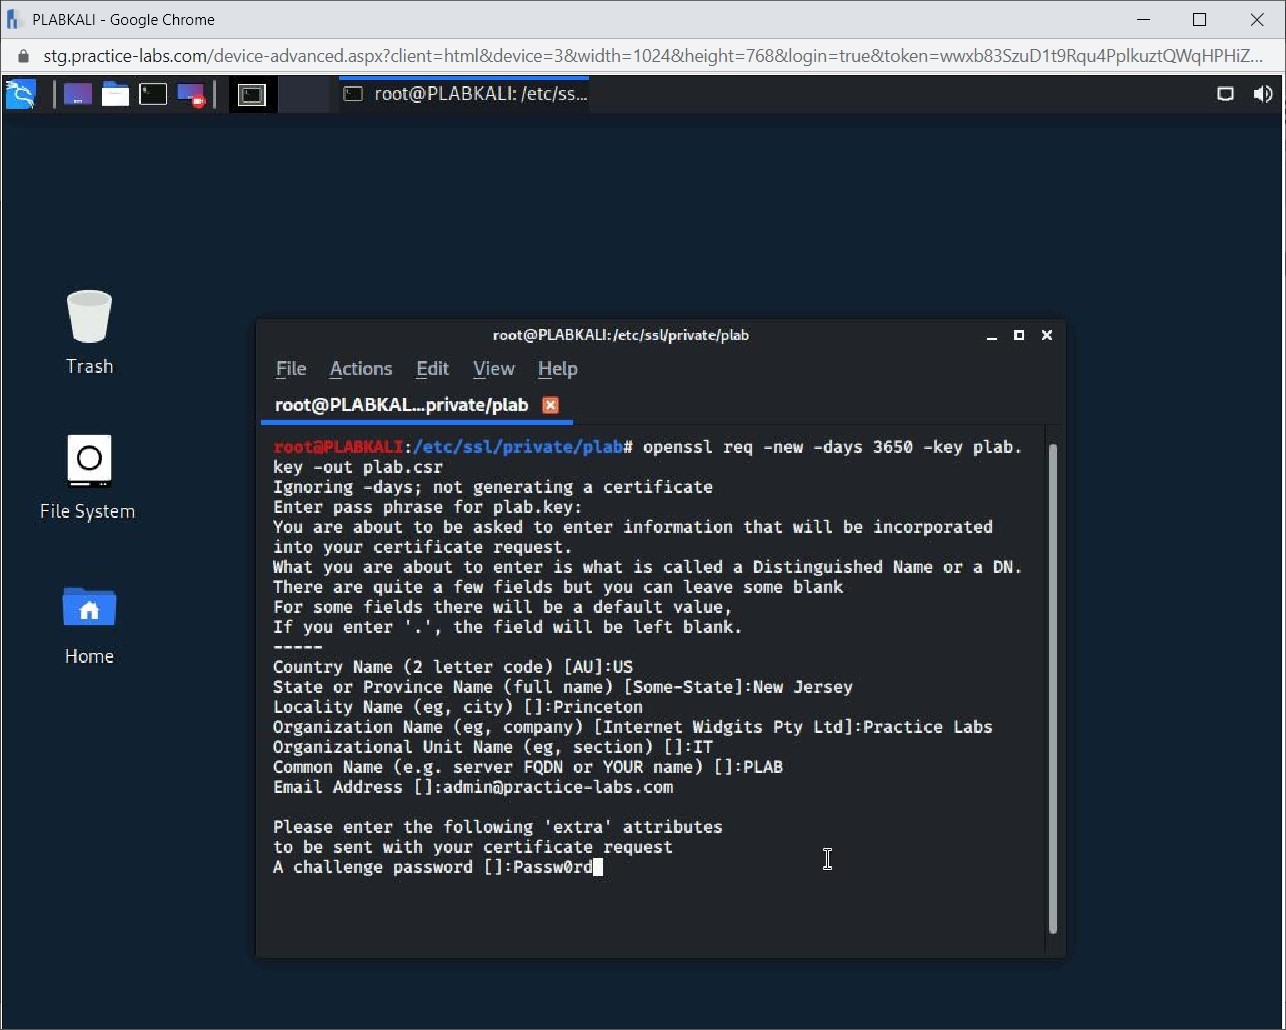 PLABKALI - Google Chrome
stg.practice-labs.com/device-advanced.aspx?client=html&device=3&width=1024&height=768&login=true&token=wwxb83SzuD1t9Rqu4PplkuztQWqHPHiZ...
root@PLABKALI: /etc/ss...
Trash
File System
Home
root@PLABKALI:/etc/ssl/private/plab
File Actions Edit View Help
root@PLABKAL...private/plab
root@PLABKALI:/etc/ssl/private/plab# openssl req -new -days 3650 -key plab.
key -out plab.csr
Ignoring -days; not generating a certificate
Enter pass phrase for plab.key:
You are about to be asked to enter information that will be incorporated
into your certificate request.
What you are about to enter is what is called a Distinguished Name or a DN.
There are quite a few fields but you can leave some blank
For some fields there will be a default value,
If you enter '.', the field will be left blank.
-----
Country Name (2 letter code) [AU]:US
State or Province Name (full name) [Some-State]:New Jersey
Locality Name (eg, city) []:Princeton
Organization Name (eg, company) [Internet Widgits Pty Ltd]:Practice Labs
Organizational Unit Name (eg, section) []:IT
Common Name (e.g. server FQDN or YOUR name) []:PLAB
Email Address []:admin@practice-labs.com
Please enter the following 'extra' attributes
to be sent with your certificate request
A challenge password []:Passw0rd